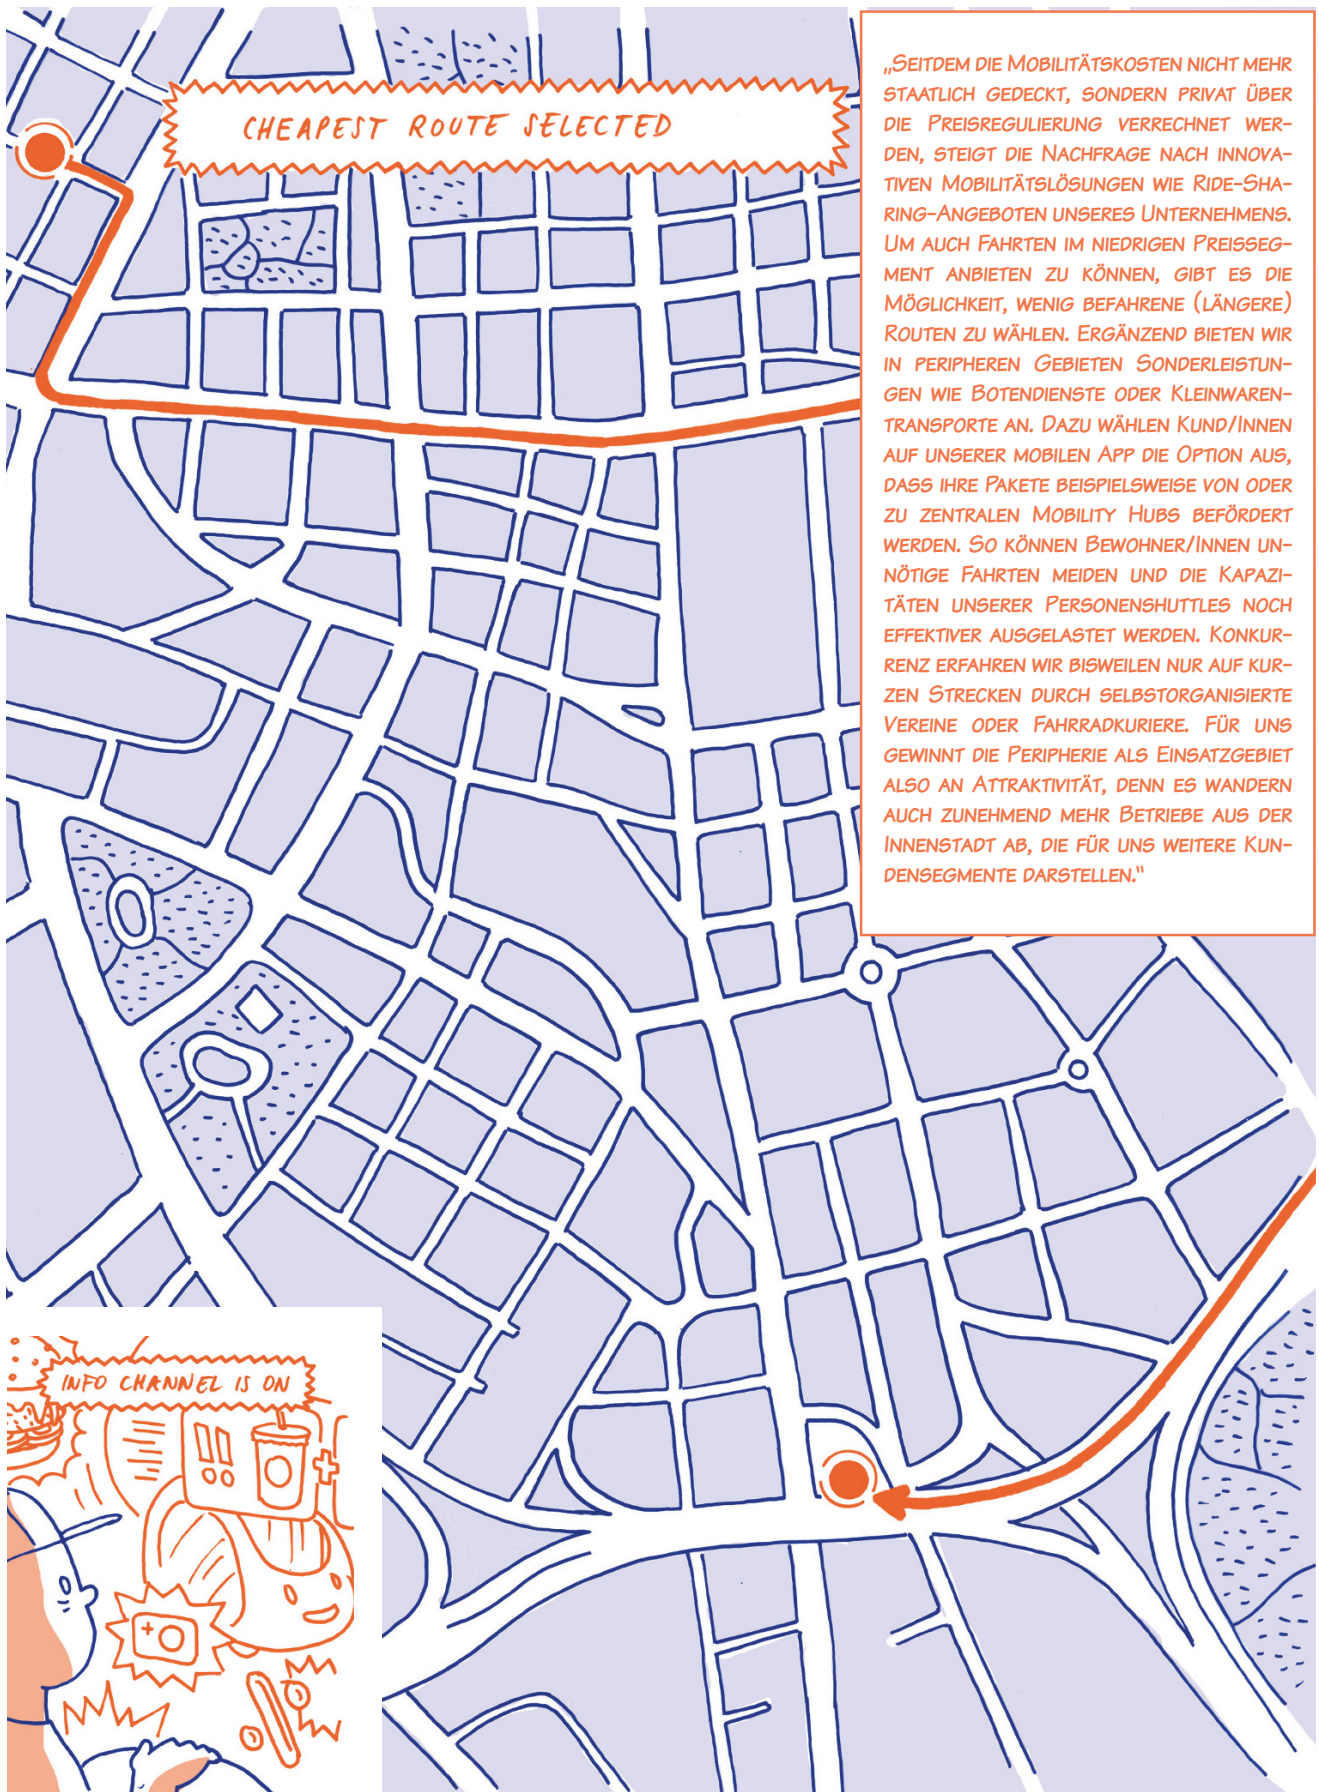 CHEAPEST ROUTE SELECTED
„Seitdem die Mobilitätskosten nicht mehr
staatlich gedeckt, sondern privat über
die Preisregulierung verrechnet wer-
den, steigt die Nachfrage nach innova-
tiven Mobilitätslösungen wie Ride-Sha-
ring-Angeboten unseres Unternehmens.
Um auch Fahrten im niedrigen Preisseg-
ment anbieten zu können, gibt es die
Möglichkeit, wenig befahrene (längere)
Routen zu wählen. Ergänzend bieten wir
in peripheren Gebieten Sonderleistun-
gen wie Botendienste oder Kleinwaren-
transporte an. Dazu wählen Kund/Innen
auf unserer mobilen App die Option aus,
dass ihre Pakete beispielsweise von oder
zu zentralen Mobility Hubs befördert
werden. So können Bewohner/Innen un-
nötige Fahrten meiden und die Kapazi-
täten unserer Personenshuttles noch
effektiver ausgelastet werden. Konkur-
renz erfahren wir bisweilen nur auf kur-
zen Strecken durch selbstorganisierte
Vereine oder Fahrradkuriere. Für uns
gewinnt die Peripherie als Einsatzgebiet
also an Attraktivität, denn es wandern
auch zunehmend mehr Betriebe aus der
Innenstadt ab, die für uns weitere Kun-
densegmente darstellen."
INFO CHANNEL IS ON